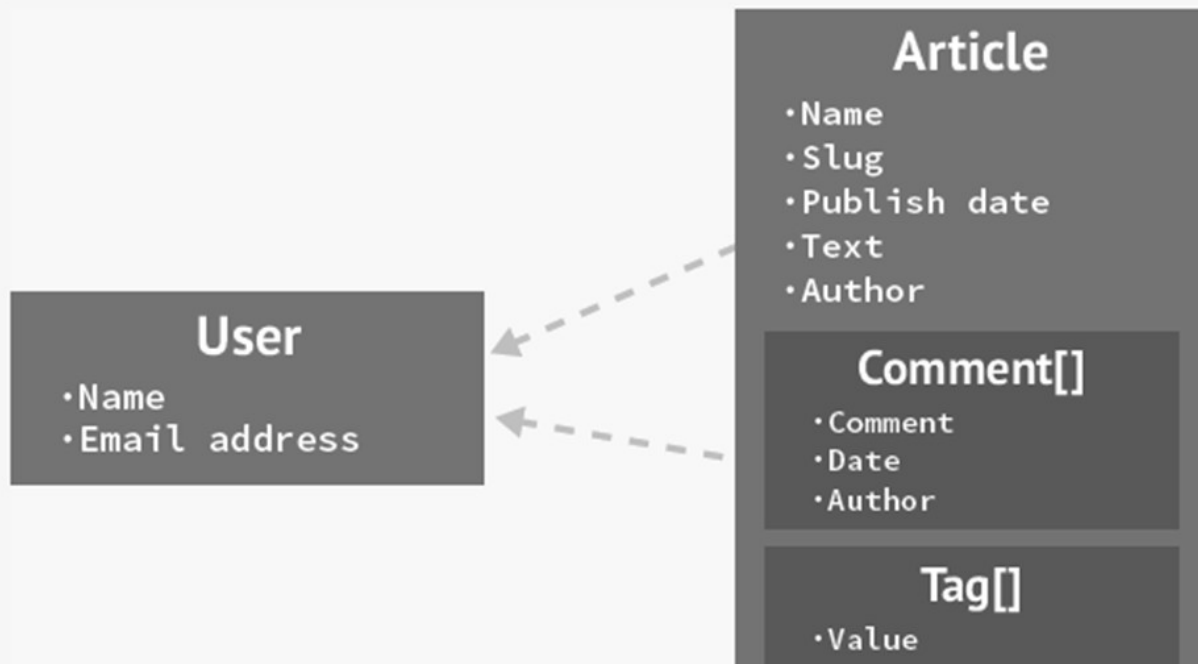 User
·Name
·Email address
Article
·Name
·Slug
·Publish date
·Text
·Author
Comment[]
·Comment
·Date
·Author
Tag[]
·Value